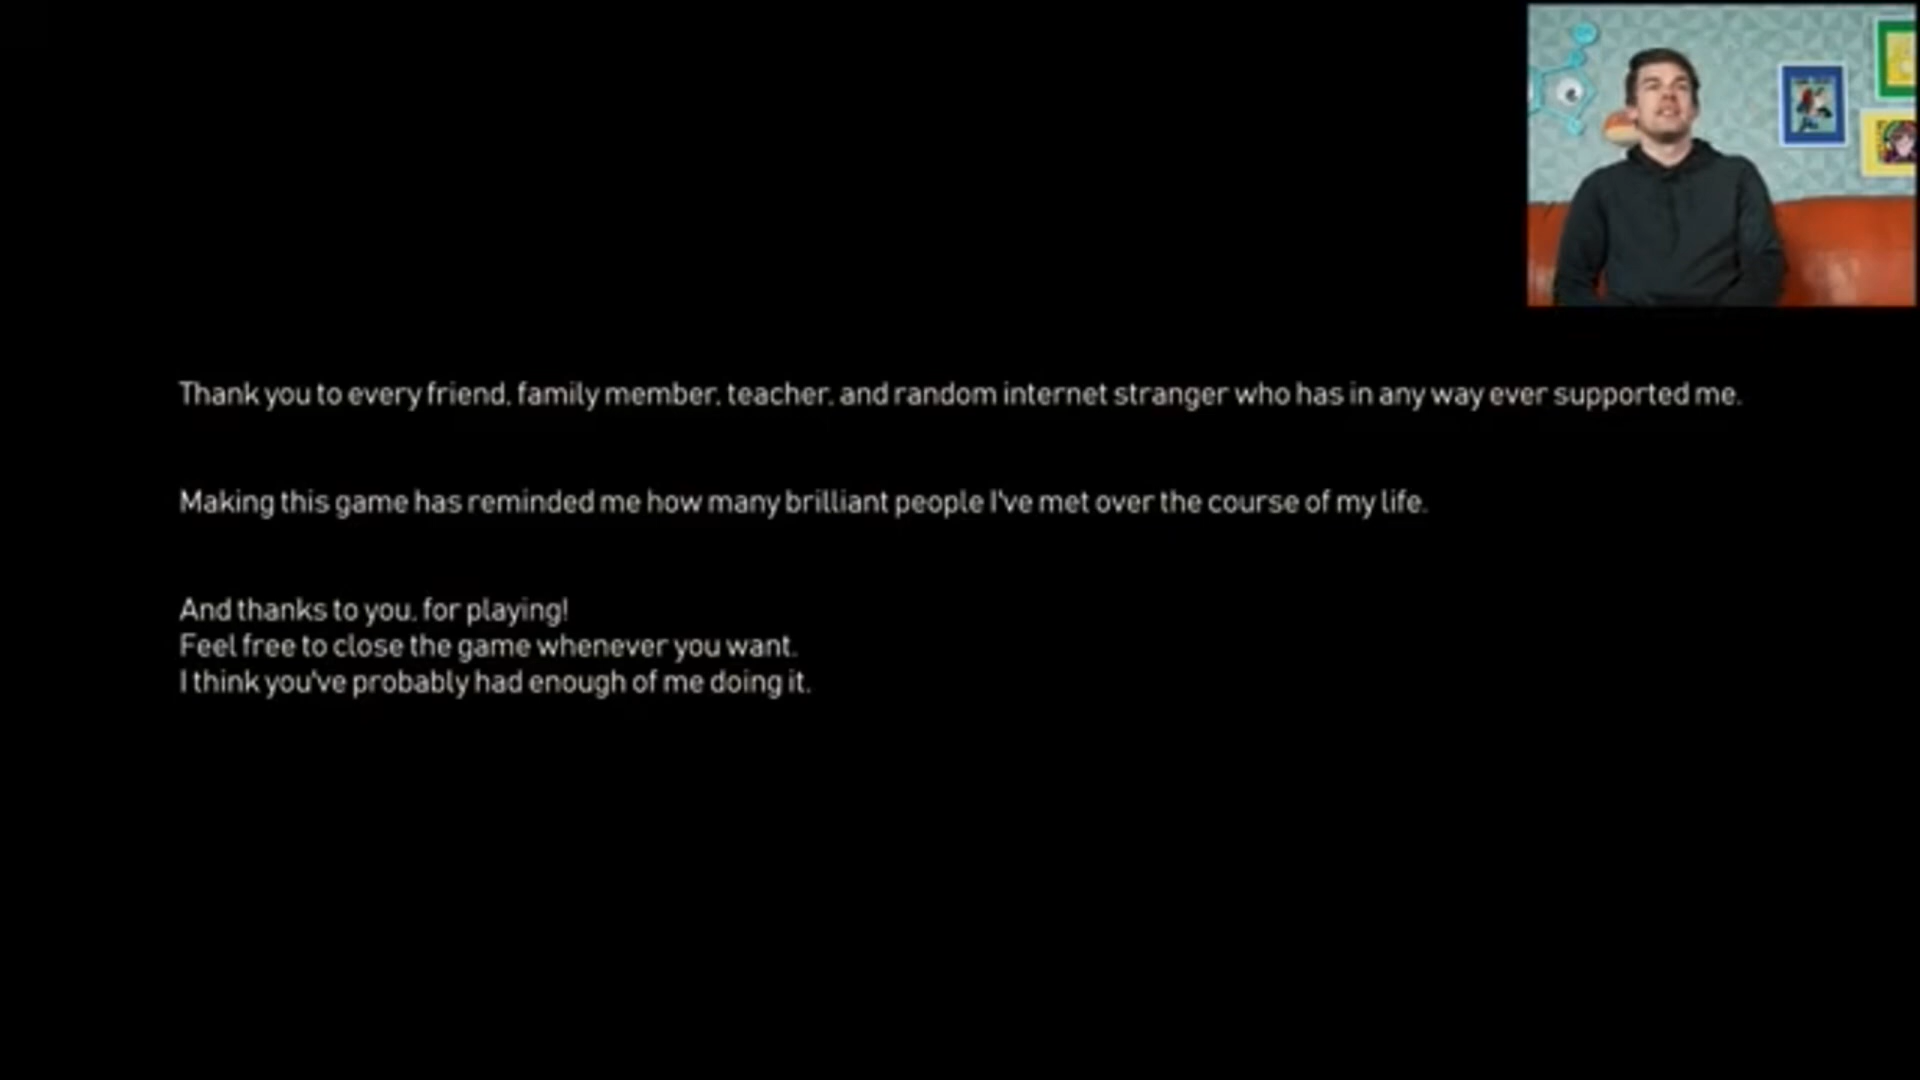 Thank you to every friend, family member, teacher, and random internet stranger who has in any way ever supported me.
Making this game has reminded me how many brilliant people I've met over the course of my life.
And thanks to you, for playing!
Feel free to close the game whenever you want.
I think you've probably had enough of me doing it.